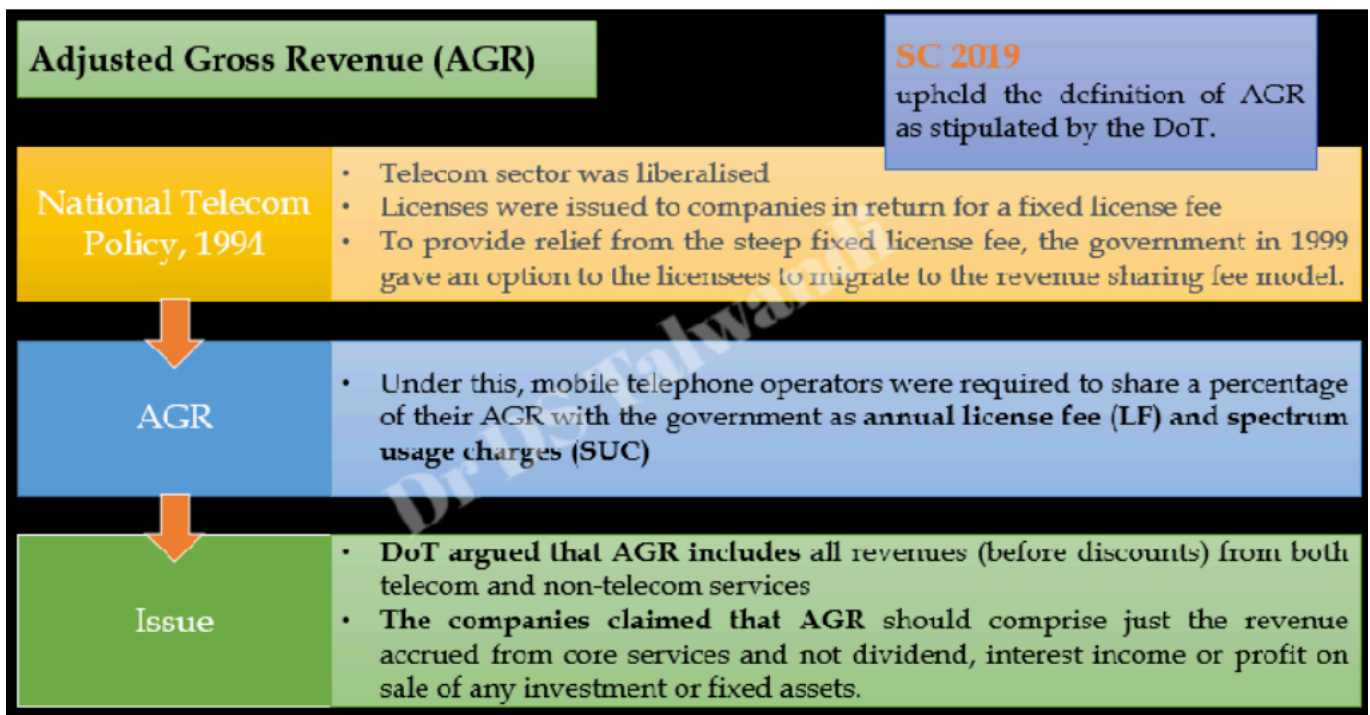 Adjusted Gross Revenue (AGR)
SC 2019
upheld the definition of AGR
as stipulated by the DoT.
National Telecom
Policy, 1994
• Telecom sector was liberalised
• Licenses were issued to companies in return for a fixed license fee
• To provide relief from the steep fixed license fee, the government in 1999
gave an option to the licensees to migrate to the revenue sharing fee model.
AGR
• Under this, mobile telephone operators were required to share a percentage
of their AGR with the government as annual license fee (LF) and spectrum
usage charges (SUC)
Issue
• DoT argued that AGR includes all revenues (before discounts) from both
telecom and non-telecom services
• The companies claimed that AGR should comprise just the revenue
accrued from core services and not dividend, interest income or profit on
sale of any investment or fixed assets.
Dr DS Talwandi